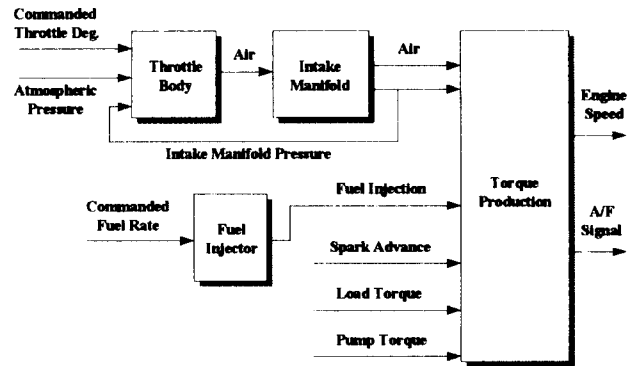 Commanded
Throttle Deg.
Atmospheric
Pressure
Throttle
Body
Air
Intake
Manifold
Air
Intake Manifold Pressure
Commanded
Fuel Rate
Fuel
Injector
Fuel Injection
Spark Advance
Load Torque
Pump Torque
Torque
Production
Engine
Speed
A/F
Signal